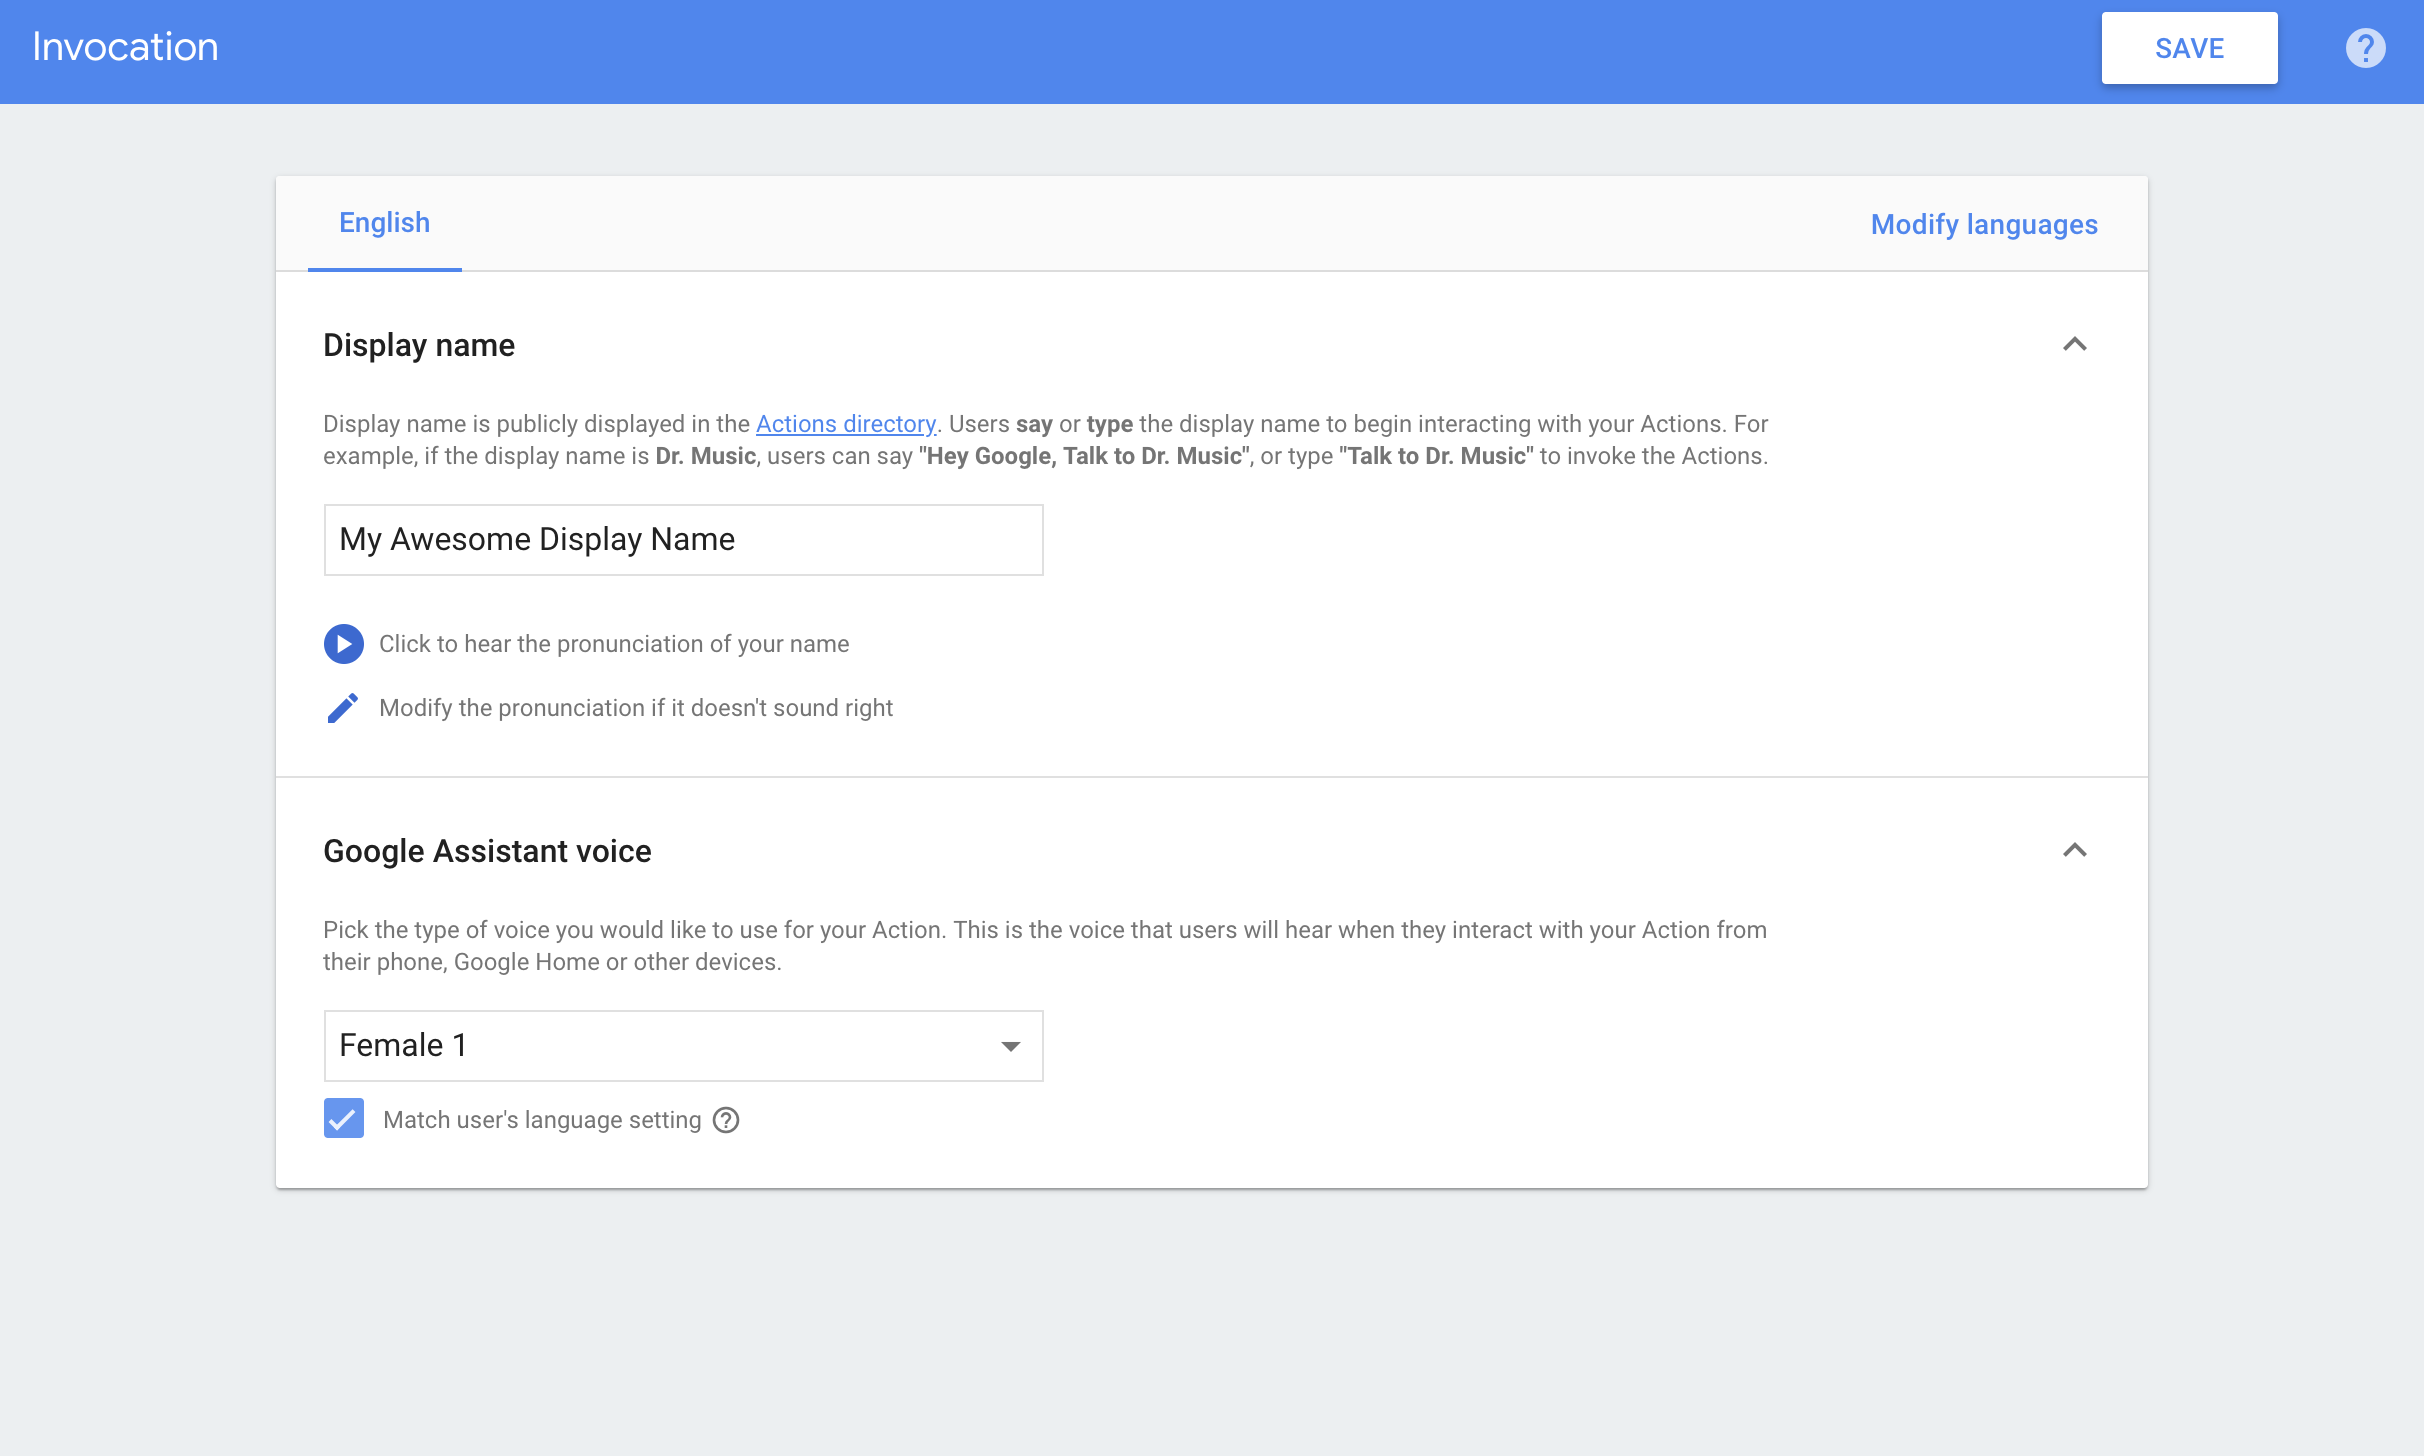 Invocation
SAVE
English
Modify languages
Display name
Display name is publicly displayed in the Actions directory. Users say or type the display name to begin interacting with your Actions. For
example, if the display name is Dr. Music, users can say "Hey Google, Talk to Dr. Music", or type "Talk to Dr. Music" to invoke the Actions.
My Awesome Display Name
Click to hear the pronunciation of your name
Modify the pronunciation if it doesn't sound right
Google Assistant voice
Pick the type of voice you would like to use for your Action. This is the voice that users will hear when they interact with your Action from
their phone, Google Home or other devices.
Female 1
Match user's language setting